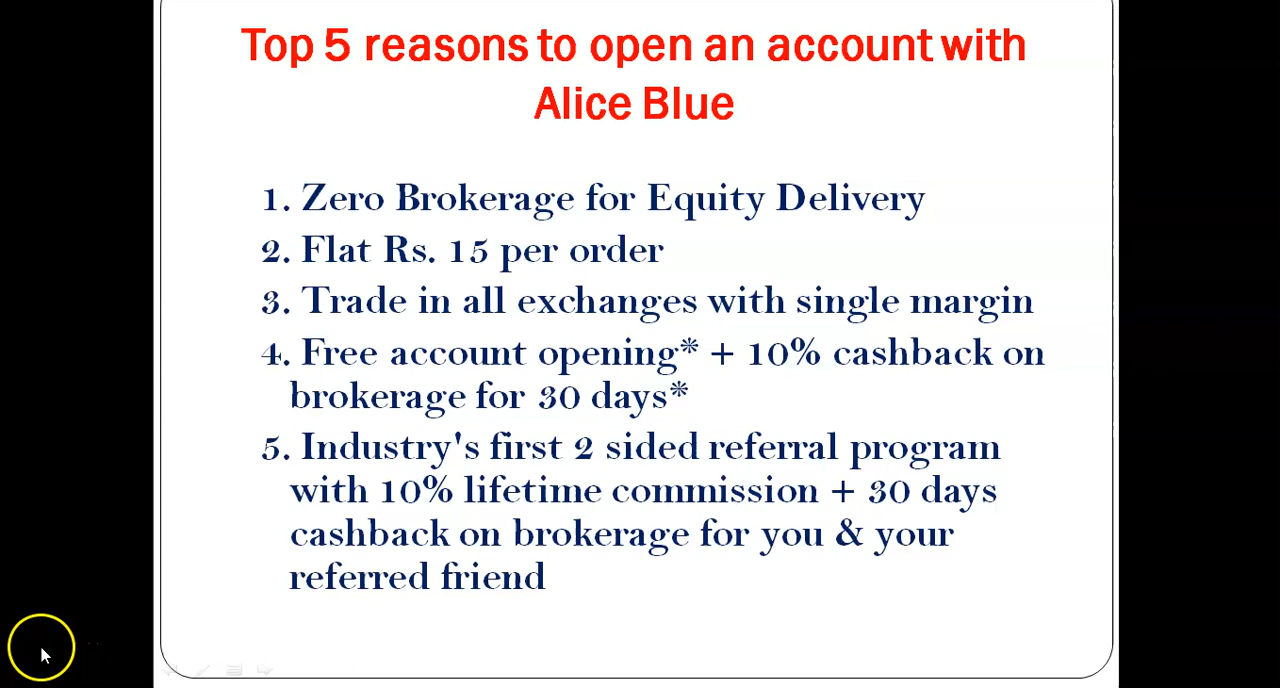 Top 5 reasons to open an account with
Alice Blue
1. Zero Brokerage for Equity Delivery
2. Flat Rs. 15 per order
3. Trade in all exchanges with single margin
4. Free account opening* + 10% cashback on
brokerage for 30 days*
5. Industry's first 2 sided referral program
with 10% lifetime commission + 30 days
cashback on brokerage for you & your
referred friend